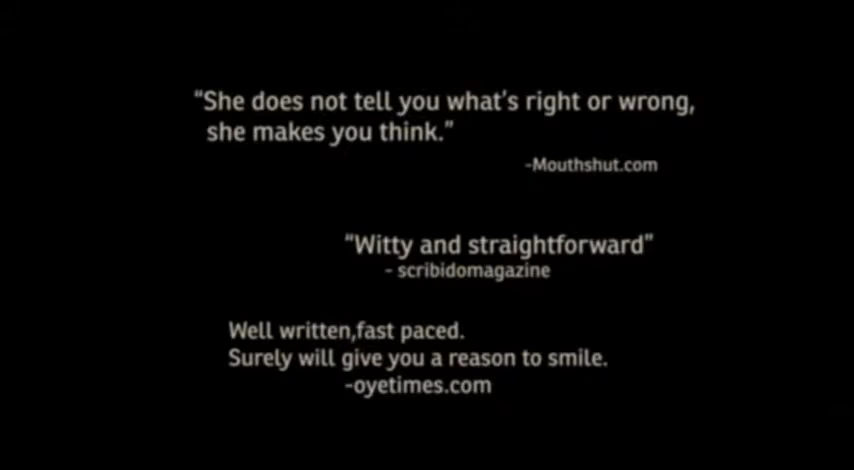 “She does not tell you what's right or wrong,
she makes you think.”
-Mouthshut.com
“Witty and straightforward”
- scribidomagazine
Well written,fast paced.
Surely will give you a reason to smile.
-oyetimes.com